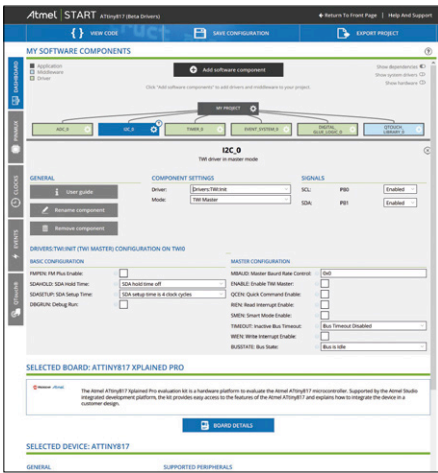 Atmel START ATtiny817 (Beta Drivers)
Return To Front Page | Help And Support
{ } VIEW CODE
SAVE CONFIGURATION
EXPORT PROJECT
MY SOFTWARE COMPONENTS
DASHBOARD
PINMUX
CLOCKS
EVENTS
QTouch®
Application
Middleware
Driver
Add software component
Click "Add software components" to add drivers and middleware to your project.
Show dependencies
Show system drivers
Show hardware
MY PROJECT
ADC_0
I2C_0
TIMER_0
EVENT_SYSTEM_0
DIGITAL
GLUE_LOGIC_0
QTOUCH
LIBRARY_0
I2C_0
TWI driver in master mode
GENERAL
User guide
Rename component
Remove component
COMPONENT SETTINGS
Driver: Drivers:TWI:Init
Mode: TWI Master
SIGNALS
SCL: PB0 Enabled
SDA: PB1 Enabled
DRIVERS:TWI:INIT (TWI MASTER) CONFIGURATION ON TWI0
BASIC CONFIGURATION
FMPEN: FM Plus Enable:
SDAHOLD: SDA Hold Time: SDA hold time off
SDASETUP: SDA Setup Time: SDA setup time is 4 clock cycles
DBGRUN: Debug Run:
MASTER CONFIGURATION
MBAUD: Master Baurd Rate Control: 0x0
ENABLE: Enable TWI Master:
QCEN: Quick Command Enable:
RIEN: Read Interrupt Enable:
SMEN: Smart Mode Enable:
TIMEOUT: Inactive Bus Timeout: Bus Timeout Disabled
WIEN: Write Interrupt Enable:
BUSSTATE: Bus State: Bus is Idle
SELECTED BOARD: ATTINY817 XPLAINED PRO
Atmel
The Atmel ATtiny817 Xplained Pro evaluation kit is a hardware platform to evaluate the Atmel ATtiny817 microcontroller. Supported by the Atmel Studio
integrated development platform, the kit provides easy access to the features of the Atmel ATtiny817 and explains how to integrate the device in a
customer design.
BOARD DETAILS
SELECTED DEVICE: ATTINY817
GENERAL
SUPPORTED PERIPHERALS